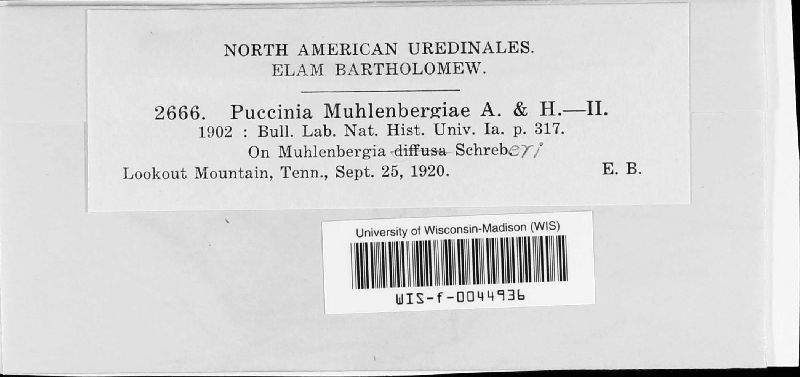 NORTH AMERICAN UREDINALES.
ELAM BARTHOLOMEW.
2666. Puccinia Muhlenbergiae A. & H.—II.
1902 : Bull. Lab. Nat. Hist. Univ. Ia. p. 317.
On Muhlenbergia diffusa Schreberi
Lookout Mountain, Tenn., Sept. 25, 1920. E. B.
University of Wisconsin-Madison (WIS)
WIS-f-0044936